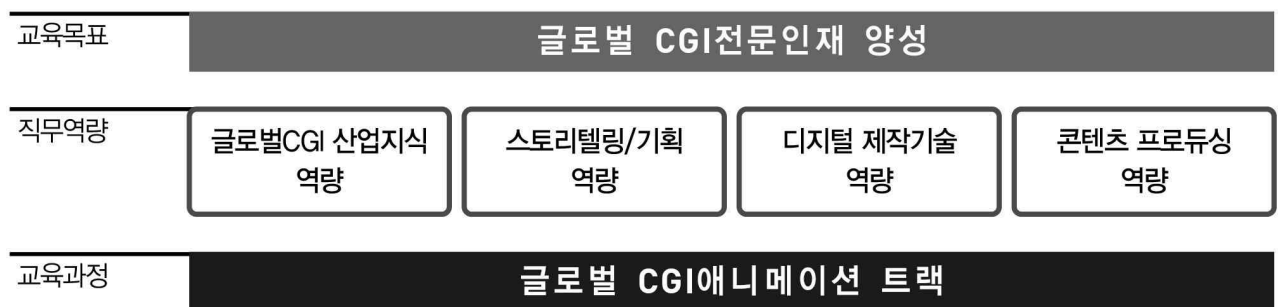 교육목표
글로벌 CGI전문인재 양성
직무역량
글로벌CGI 산업지식
역량
스토리텔링/기획
역량
디지털 제작기술
역량
콘텐츠 프로듀싱
역량
교육과정
글로벌 CGI애니메이션 트랙